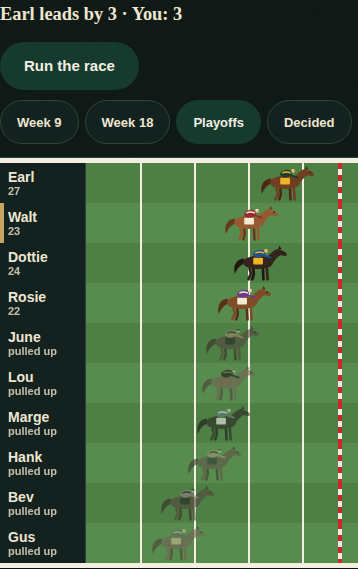 Earl leads by 3 · You: 3
Run the race
Week 9
Week 18
Playoffs
Decided
Earl
27
Walt
23
Dottie
24
Rosie
22
June
pulled up
Lou
pulled up
Marge
pulled up
Hank
pulled up
Bev
pulled up
Gus
pulled up